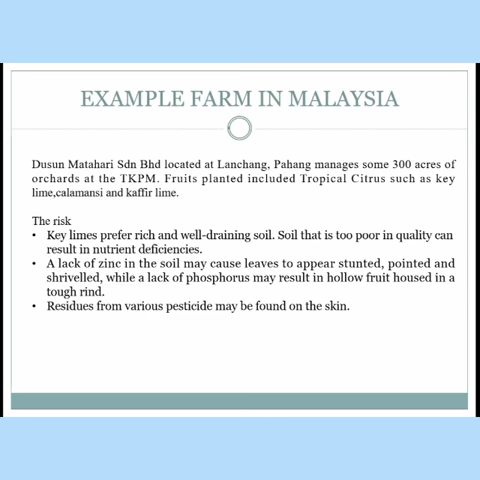 EXAMPLE FARM IN MALAYSIA
Dusun Matahari Sdn Bhd located at Lanchang, Pahang manages some 300 acres of
orchards at the TKPM. Fruits planted included Tropical Citrus such as key
lime,calamansi and kaffir lime.
The risk
• Key limes prefer rich and well-draining soil. Soil that is too poor in quality can
result in nutrient deficiencies.
• A lack of zinc in the soil may cause leaves to appear stunted, pointed and
shrivelled, while a lack of phosphorus may result in hollow fruit housed in a
tough rind.
• Residues from various pesticide may be found on the skin.